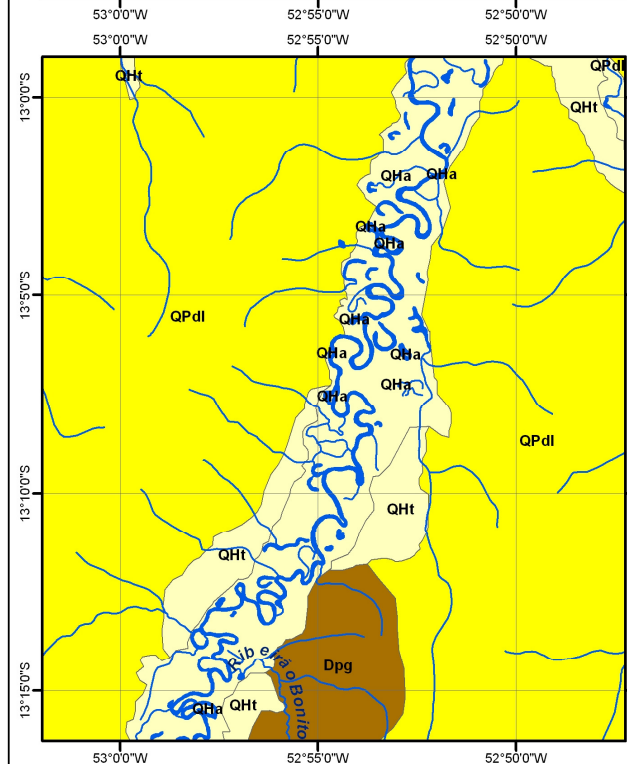 53°0'0"W 52°55'0"W 52°50'0"W
53°0'0"W 52°55'0"W 52°50'0"W
QHt QPdl
QHt
13°0'0"S
QHa QHa
QHa
QHa
13°5'0"S
QPdl QHa
QHa QHa
QHa
QHa
QPdl
13°10'0"S
QHt
QHt
Ribeirão Bonito
Dpg
13°15'0"S
QHa QHt
53°0'0"W 52°55'0"W 52°50'0"W